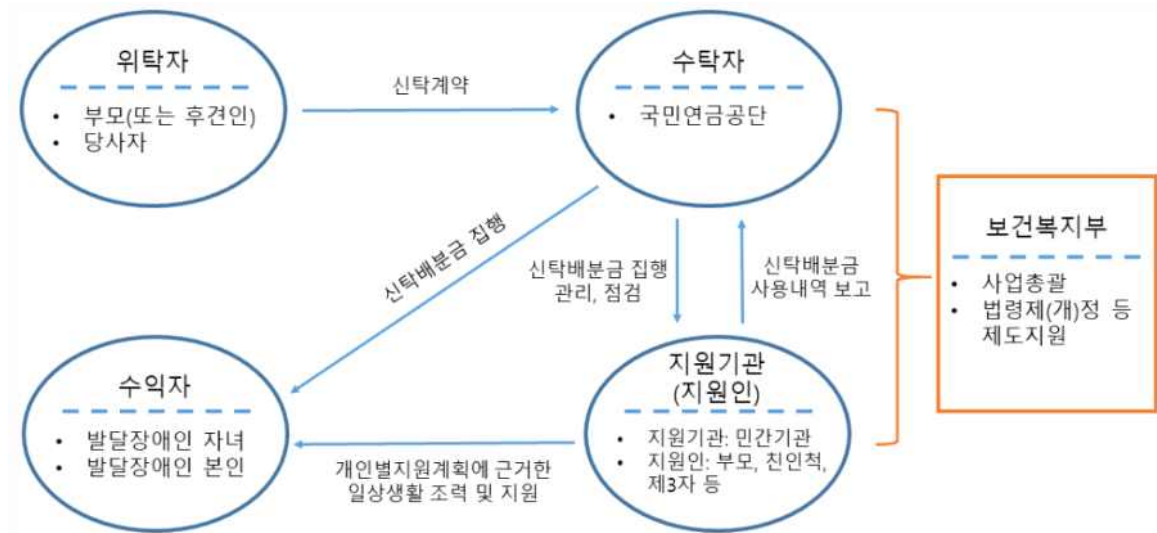 위탁자
• 부모(또는 후견인)
• 당사자
신탁계약
수탁자
• 국민연금공단
신탁배분금 집행
신탁배분금 집행
관리, 점검
신탁배분금
사용내역 보고
보건복지부
• 사업총괄
• 법령제(개)정 등
제도지원
수익자
• 발달장애인 자녀
• 발달장애인 본인
개인별지원계획에 근거한
일상생활 조력 및 지원
지원기관
(지원인)
• 지원기관: 민간기관
• 지원인: 부모, 친인척,
제3자 등